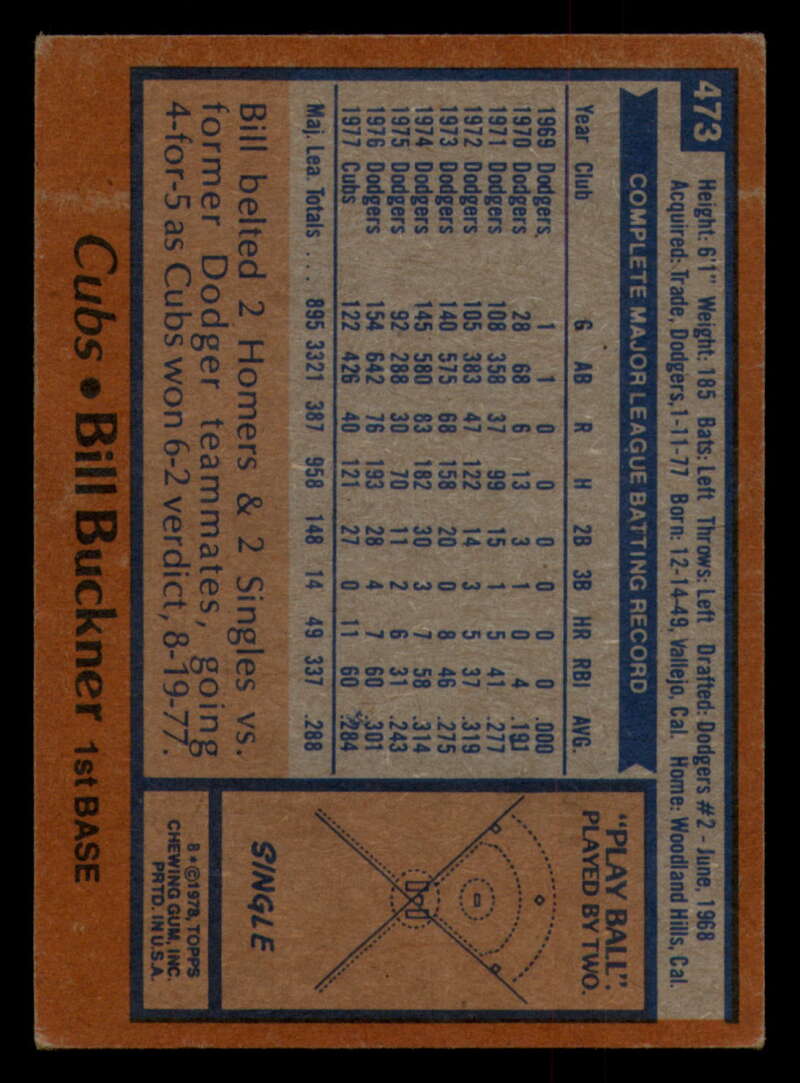 473
Height: 6'1" Weight: 185 Bats: Left Throws: Left Drafted: Dodgers #2 - June, 1968
Acquired: Trade, Dodgers, 1-11-77 Born: 12-14-49, Vallejo, Cal. Home: Woodland Hills, Cal.
COMPLETE MAJOR LEAGUE BATTING RECORD
Year Club G AB R H 2B 3B HR RBI AVG.
1969 Dodgers 1 1 0 0 0 0 0 0 .000
1970 Dodgers 28 68 6 13 3 1 0 4 .191
1971 Dodgers 108 358 37 99 15 1 5 41 .277
1972 Dodgers 105 383 47 122 14 3 5 37 .319
1973 Dodgers 140 575 68 158 20 0 8 46 .275
1974 Dodgers 145 580 83 182 30 3 7 58 .314
1975 Dodgers 92 288 30 70 11 2 6 31 .243
1976 Dodgers 154 642 76 193 28 4 7 60 .301
1977 Cubs 122 426 40 121 27 0 11 60 .284
Maj. Lea. Totals .... 895 3321 387 958 148 14 49 337 .288
Bill belted 2 Homers & 2 Singles vs.
former Dodger teammates, going
4-for-5 as Cubs won 6-2 verdict, 8-19-77.
"PLAY BALL"
PLAYED BY TWO.
SINGLE
8*©1978, TOPPS
CHEWING GUM, INC.
PRTD. IN U.S.A.
Cubs • Bill Buckner 1st BASE